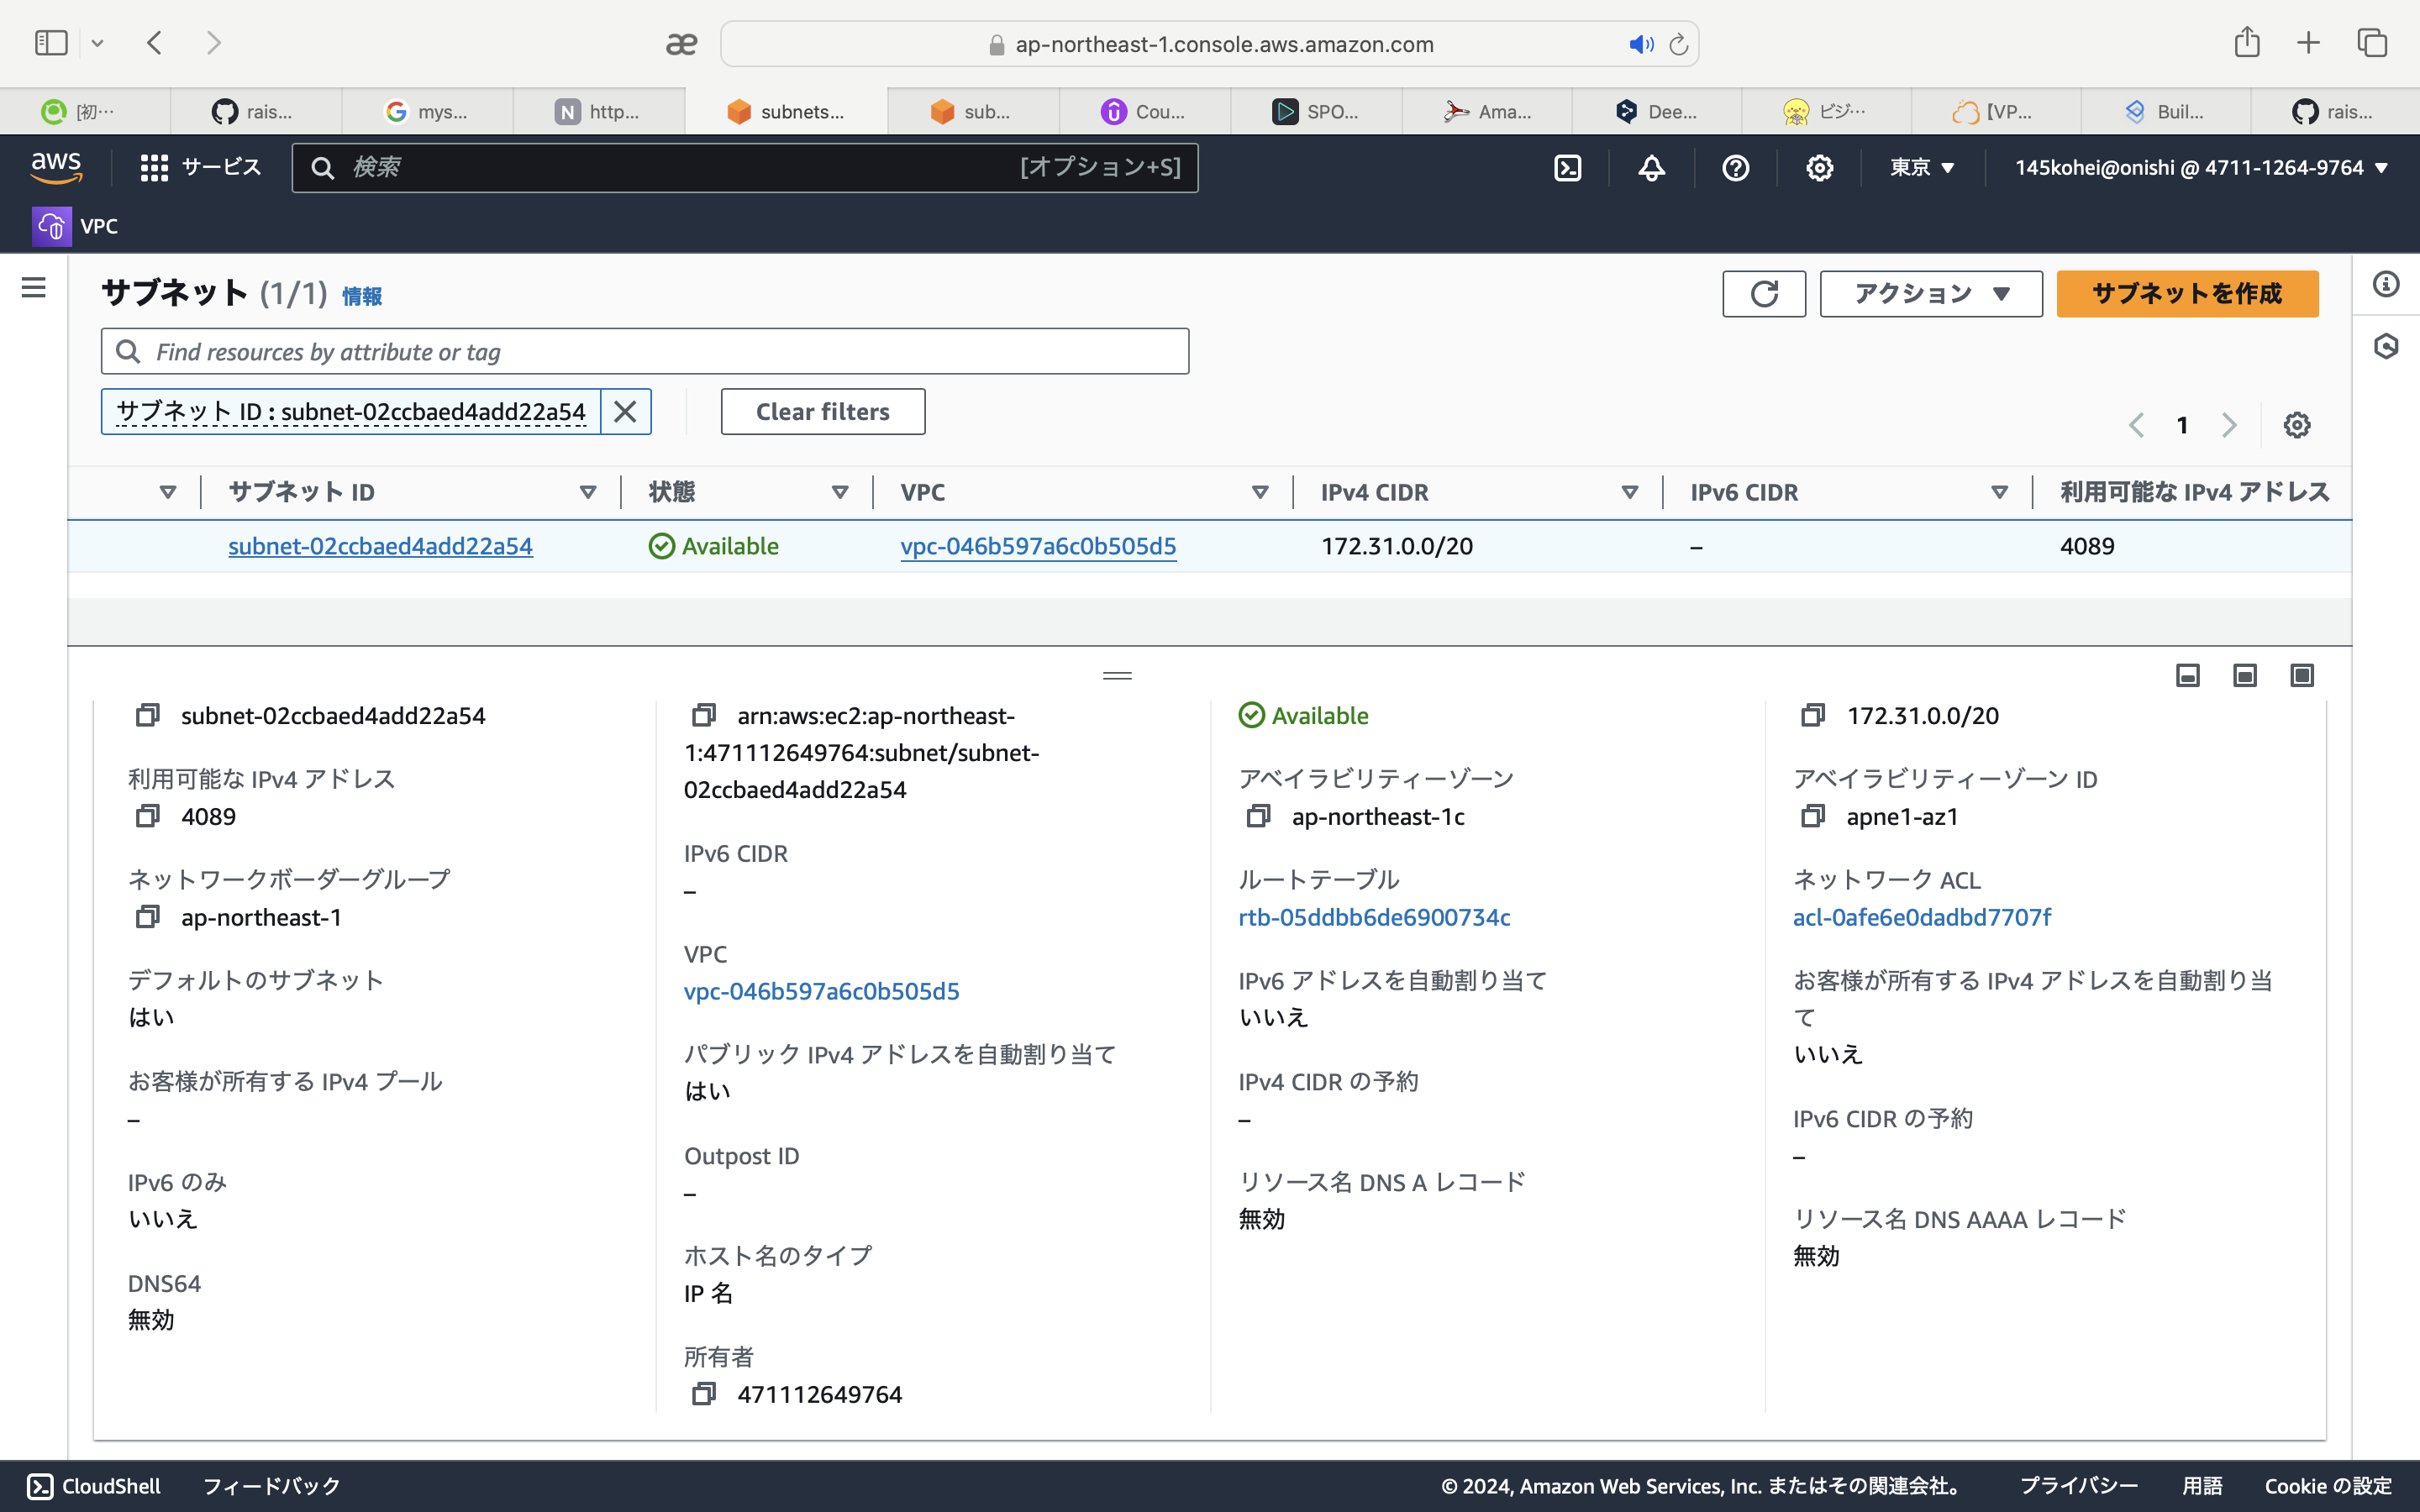 æ
ap-northeast-1.console.aws.amazon.com
[初…
rais...
mys...
http...
subnets...
sub...
Cou...
SPO...
Ama...
Dee...
ビジ…
【VP...
Buil...
rais...
aws
サービス
検索
[オプション+S]
東京
145kohei@onishi @ 4711-1264-9764
VPC
サブネット (1/1) 情報
アクション
サブネットを作成
Find resources by attribute or tag
サブネット ID : subnet-02ccbaed4add22a54
Clear filters
1
サブネット ID
状態
VPC
IPv4 CIDR
IPv6 CIDR
利用可能な IPv4 アドレス
subnet-02ccbaed4add22a54
Available
vpc-046b597a6c0b505d5
172.31.0.0/20
–
4089
subnet-02ccbaed4add22a54
利用可能な IPv4 アドレス
4089
ネットワークボーダーグループ
ap-northeast-1
デフォルトのサブネット
はい
お客様が所有する IPv4 プール
–
IPv6 のみ
いいえ
DNS64
無効
arn:aws:ec2:ap-northeast-
1:471112649764:subnet/subnet-
02ccbaed4add22a54
IPv6 CIDR
–
VPC
vpc-046b597a6c0b505d5
パブリック IPv4 アドレスを自動割り当て
はい
Outpost ID
–
ホスト名のタイプ
IP 名
所有者
471112649764
Available
アベイラビリティーゾーン
ap-northeast-1c
ルートテーブル
rtb-05ddbb6de6900734c
IPv6 アドレスを自動割り当て
いいえ
IPv4 CIDR の予約
–
リソース名 DNS A レコード
無効
172.31.0.0/20
アベイラビリティーゾーン ID
apne1-az1
ネットワーク ACL
acl-0afe6e0dadbd7707f
お客様が所有する IPv4 アドレスを自動割り当
て
いいえ
IPv6 CIDR の予約
–
リソース名 DNS AAAA レコード
無効
CloudShell
フィードバック
© 2024, Amazon Web Services, Inc. またはその関連会社。
プライバシー
用語
Cookie の設定